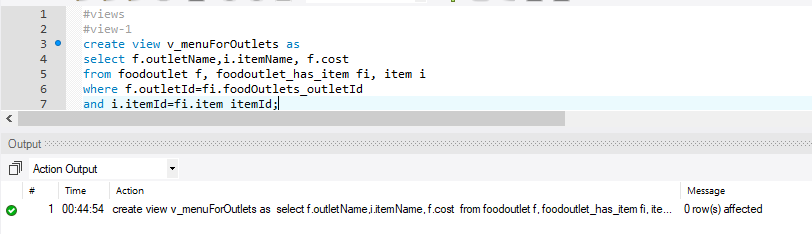 1 #views
2 #view-1
3 create view v_menuForOutlets as
4 select f.outletName,i.itemName, f.cost
5 from foodoutlet f, foodoutlet_has_item fi, item i
6 where f.outletId=fi.foodOutlets_outletId
7 and i.itemId=fi.item_itemId;
Output
Action Output
# Time Action Message
1 00:44:54 create view v_menuForOutlets as select f.outletName,i.itemName, f.cost from foodoutlet f, foodoutlet_has_item fi, ite... 0 row(s) affected